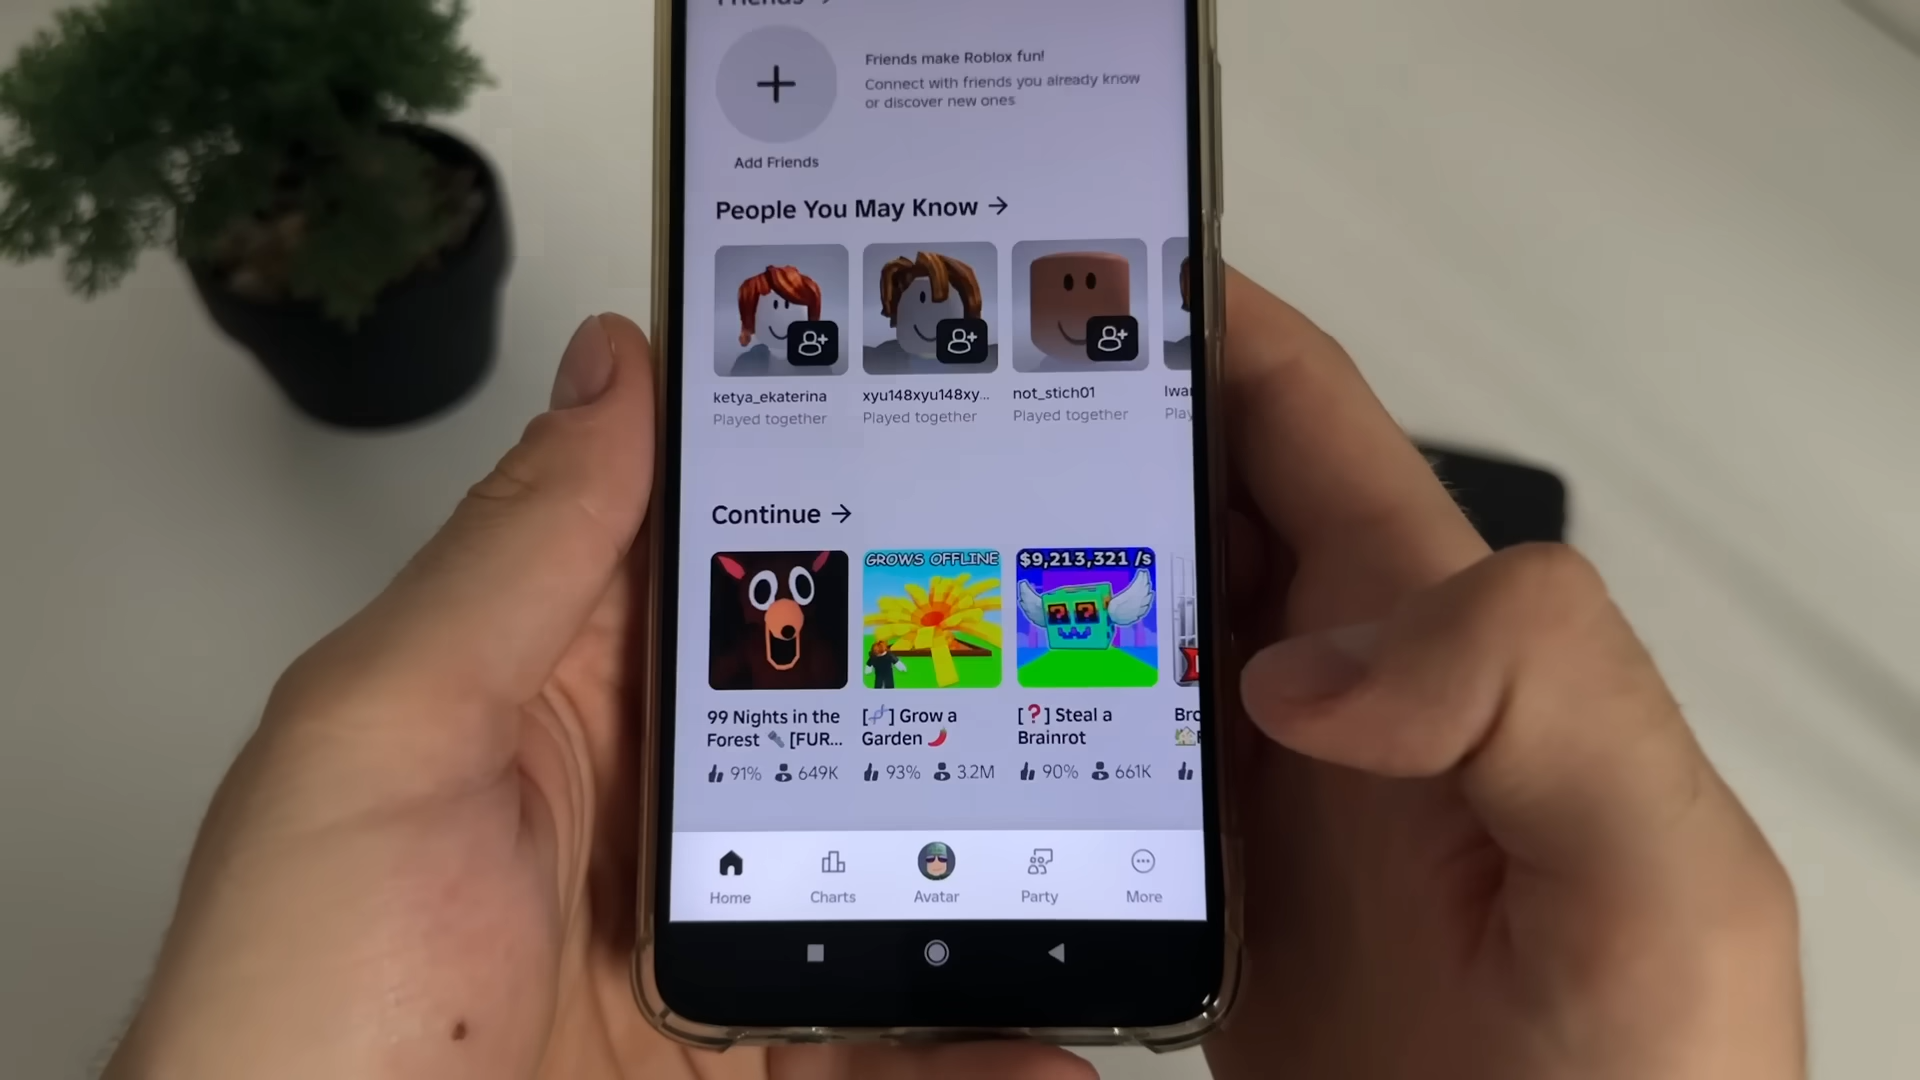 Friends
Friends make Roblox fun!
Connect with friends you already know
or discover new ones
Add Friends
People You May Know
ketya_ekaterina
xyu148xyu148xy...
not_stich01
Played together
Played together
Played together
Continue
GROWS OFFLINE
$9,213,321 /s
99 Nights in the
Forest 🔦 [FUR...
[🧬] Grow a
Garden 🌶️
[❓] Steal a
Brainrot
91% 649K
93% 3.2M
90% 661K
Home
Charts
Avatar
Party
More